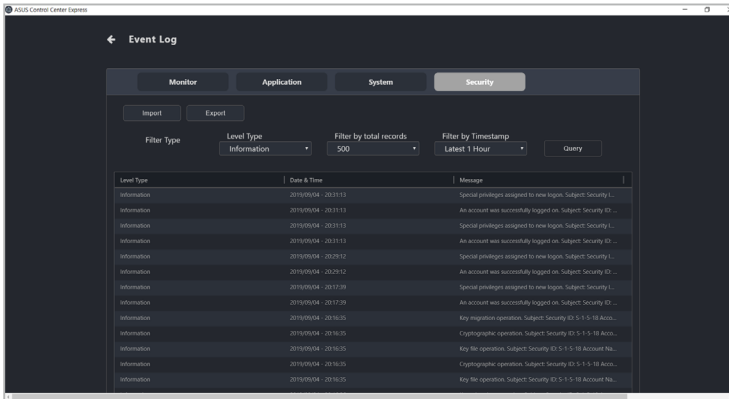 ASUS Control Center Express
Event Log
Monitor Application System Security
Import Export
Filter Type
Level Type Filter by total records Filter by Timestamp
Information 500 Latest 1 Hour Query
Level Type Date & Time Message
Information 2019/09/04 - 20:31:13 Special privileges assigned to new logon. Subject: Security I...
Information 2019/09/04 - 20:31:13 An account was successfully logged on. Subject: Security ID: ...
Information 2019/09/04 - 20:31:13 Special privileges assigned to new logon. Subject: Security I...
Information 2019/09/04 - 20:31:13 An account was successfully logged on. Subject: Security ID: ...
Information 2019/09/04 - 20:29:12 Special privileges assigned to new logon. Subject: Security I...
Information 2019/09/04 - 20:29:12 An account was successfully logged on. Subject: Security ID: ...
Information 2019/09/04 - 20:17:39 Special privileges assigned to new logon. Subject: Security I...
Information 2019/09/04 - 20:17:39 An account was successfully logged on. Subject: Security ID: ...
Information 2019/09/04 - 20:16:35 Key migration operation. Subject: Security ID: S-1-5-18 Acco...
Information 2019/09/04 - 20:16:35 Cryptographic operation. Subject: Security ID: S-1-5-18 Acco...
Information 2019/09/04 - 20:16:35 Key file operation. Subject: Security ID: S-1-5-18 Account Na...
Information 2019/09/04 - 20:16:35 Cryptographic operation. Subject: Security ID: S-1-5-18 Acco...
Information 2019/09/04 - 20:16:35 Key file operation. Subject: Security ID: S-1-5-18 Account Na...